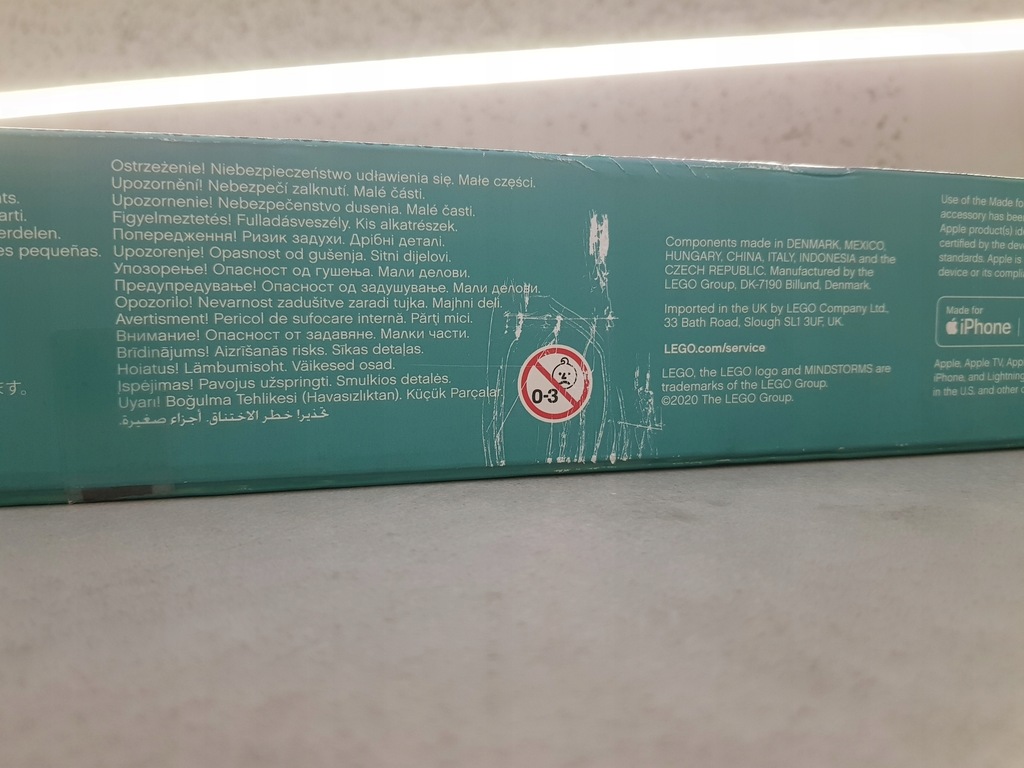 ts.
arti.
erdelen.
es pequeñas.
ます。
Ostrzeżenie! Niebezpieczeństwo udławienia się. Małe części.
Upozornění! Nebezpečí zalknutí. Malé části.
Upozornenie! Nebezpečenstvo dusenia. Malé časti.
Figyelmeztetés! Fulladásveszély. Kis alkatrészek.
Попередження! Ризик задухи. Дрібні деталі.
Upozorenje! Opasnost od gušenja. Sitni dijelovi.
Упозорење! Опасност од гушења. Мали делови.
Предупредување! Опасност од задушување. Мали делови.
Opozorilo! Nevarnost zadušitve zaradi tujka. Majhni deli.
Avertisment! Pericol de sufocare internă. Părţi mici.
Внимание! Опасност от задавяне. Малки части.
Brīdinājums! Aizrīšanās risks. Sīkas detaļas.
Hoiatus! Lämbumisoht. Väikesed osad.
Įspėjimas! Pavojus užspringti. Smulkios detalės.
Uyarı! Boğulma Tehlikesi (Havasızlıktan). Küçük Parçalar.
تحذير! خطر الاختناق. أجزاء صغيرة.
0-3
Components made in DENMARK, MEXICO,
HUNGARY, CHINA, ITALY, INDONESIA and the
CZECH REPUBLIC. Manufactured by the
LEGO Group, DK-7190 Billund, Denmark.
Imported in the UK by LEGO Company Ltd.,
33 Bath Road, Slough SL1 3UF, UK.
LEGO.com/service
LEGO, the LEGO logo and MINDSTORMS are
trademarks of the LEGO Group.
©2020 The LEGO Group.
Use of the Made fo
accessory has bee
Apple product(s) ide
certified by the deve
standards. Apple is
device or its complia
Made for
iPhone
Apple, Apple TV, App
iPhone, and Lightning
in the U.S. and other c